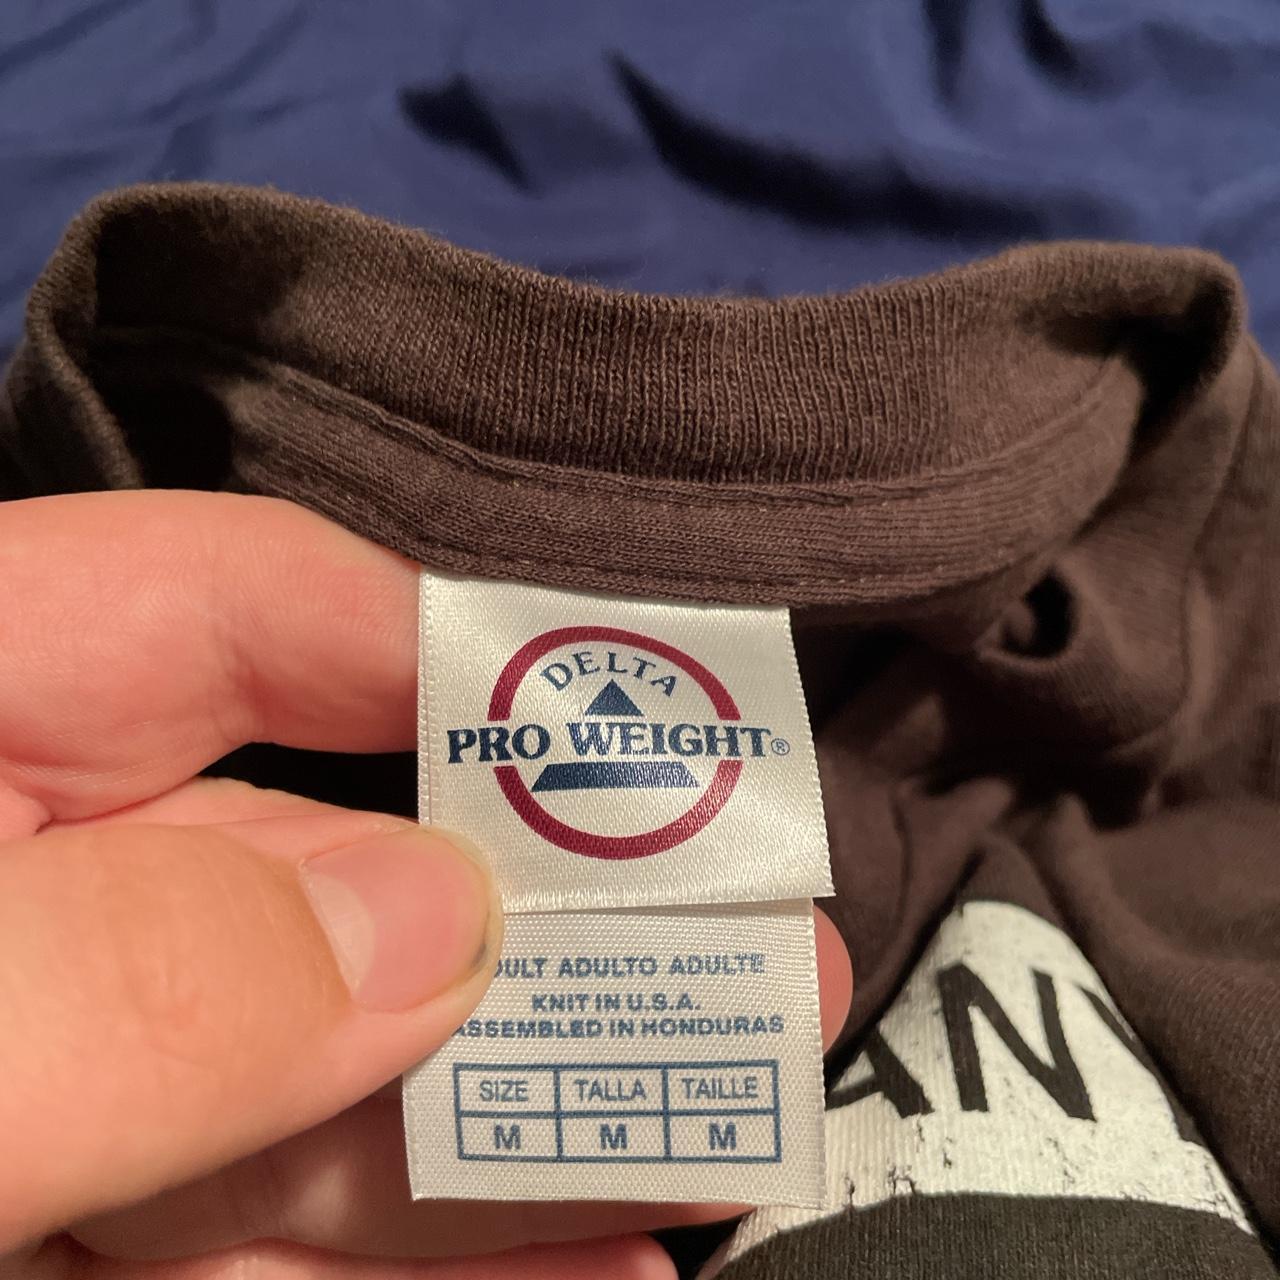 DELTA
PRO WEIGHT®
ADULTO ADULTE
KNIT IN U.S.A.
ASSEMBLED IN HONDURAS
SIZE TALLA TAILLE
M M M